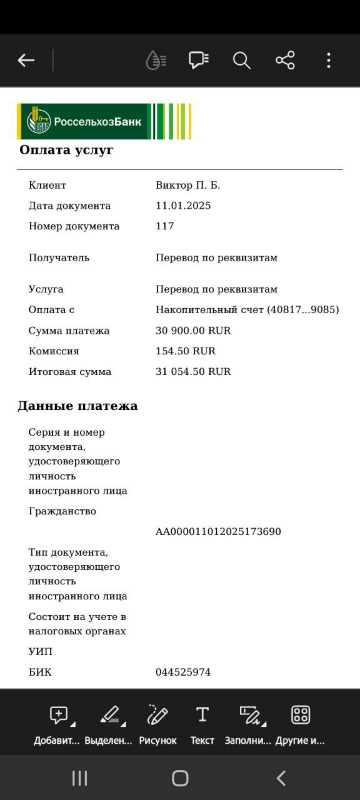 РоссельхозБанк
Оплата услуг
Клиент Виктор П. Б.
Дата документа 11.01.2025
Номер документа 117
Получатель Перевод по реквизитам
Услуга Перевод по реквизитам
Оплата с Накопительный счет (40817...9085)
Сумма платежа 30 900.00 RUR
Комиссия 154.50 RUR
Итоговая сумма 31 054.50 RUR
Данные платежа
Серия и номер
документа,
удостоверяющего
личность
иностранного лица
Гражданство
AA000011012025173690
Тип документа,
удостоверяющего
личность
иностранного лица
Состоит на учете в
налоговых органах
УИП
БИК 044525974
Добавит... Выделен... Рисунок Текст Заполни... Другие и...